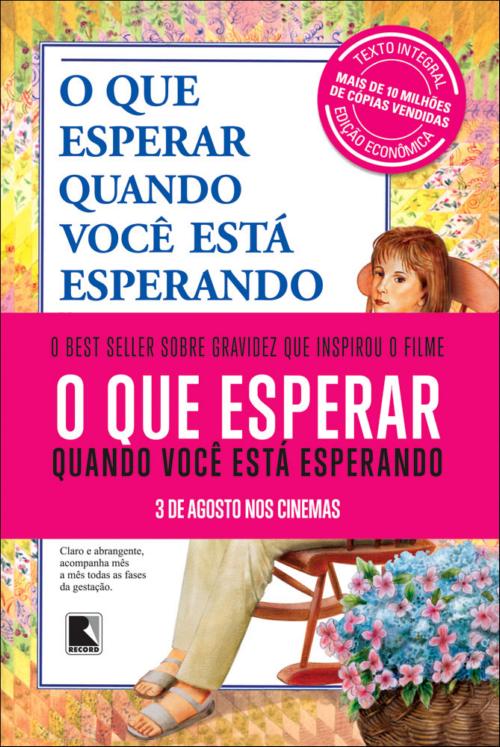 O QUE
ESPERAR
QUANDO
VOCÊ ESTÁ
ESPERANDO
TEXTO INTEGRAL
MAIS DE 10 MILHÕES
DE CÓPIAS VENDIDAS
EDIÇÃO ECONÔMICA
O BEST SELLER SOBRE GRAVIDEZ QUE INSPIROU O FILME
O QUE ESPERAR
QUANDO VOCÊ ESTÁ ESPERANDO
3 DE AGOSTO NOS CINEMAS
Claro e abrangente,
acompanha mês
a mês todas as fases
da gestação.
RECORD